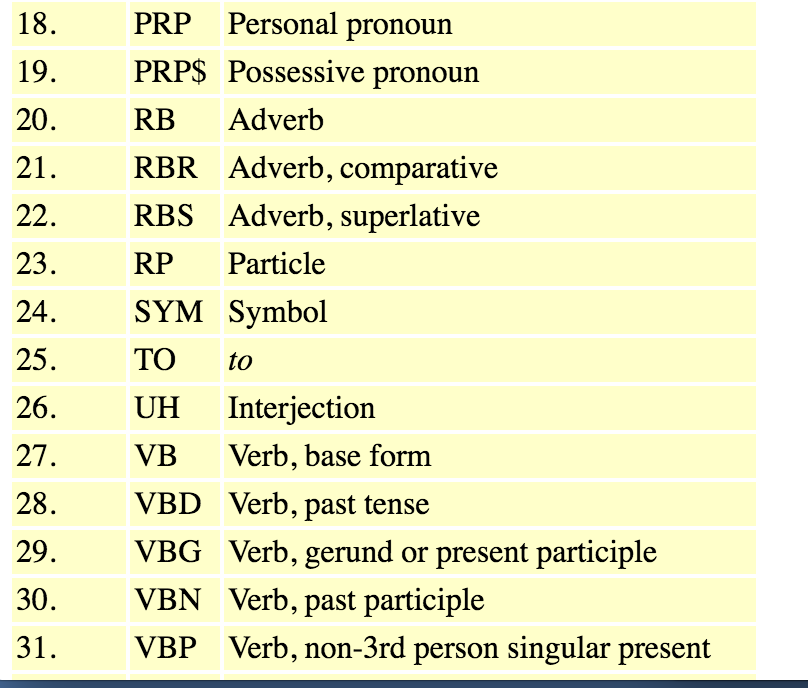 18. PRP Personal pronoun
19. PRP$ Possessive pronoun
20. RB Adverb
21. RBR Adverb, comparative
22. RBS Adverb, superlative
23. RP Particle
24. SYM Symbol
25. TO to
26. UH Interjection
27. VB Verb, base form
28. VBD Verb, past tense
29. VBG Verb, gerund or present participle
30. VBN Verb, past participle
31. VBP Verb, non-3rd person singular present